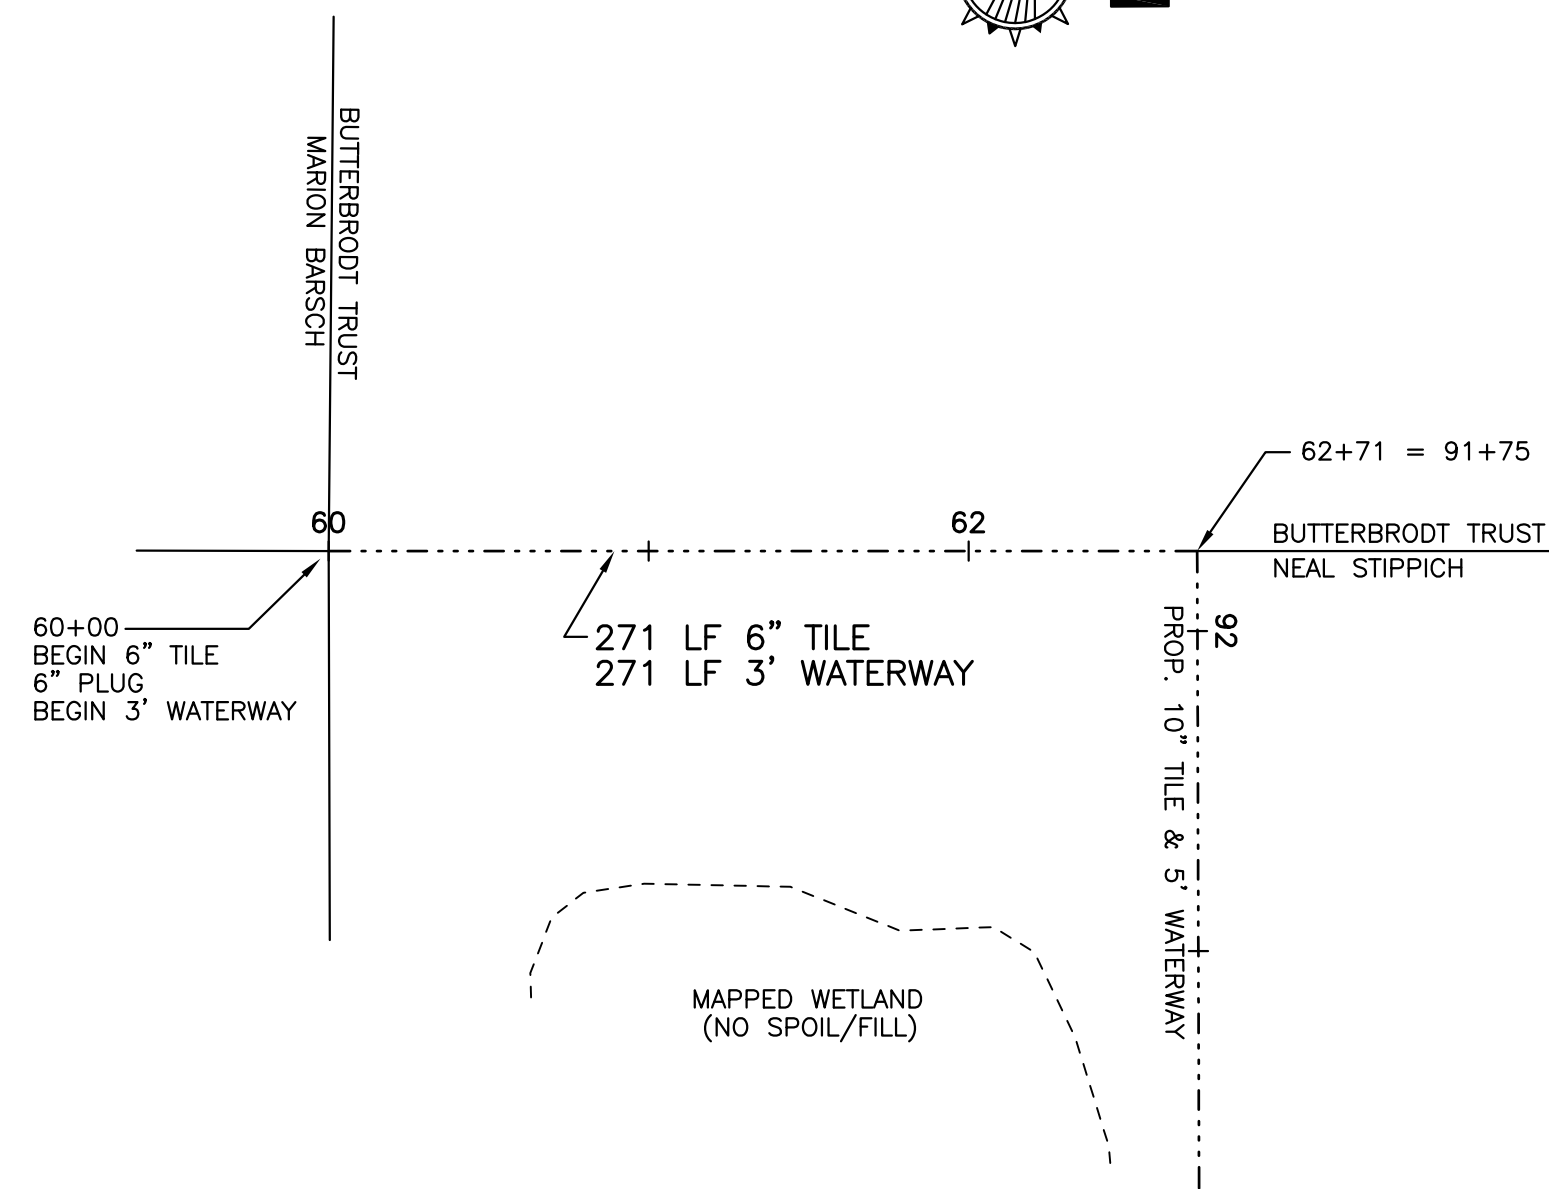 BUTTERBRODT TRUST
MARION BARSCH
62+71 = 91+75
60
62
BUTTERBRODT TRUST
NEAL STIPPICH
60+00
BEGIN 6” TILE
6” PLUG
BEGIN 3’ WATERWAY
271 LF 6” TILE
271 LF 3’ WATERWAY
92
PROP. 10” TILE & 5’ WATERWAY
MAPPED WETLAND
(NO SPOIL/FILL)